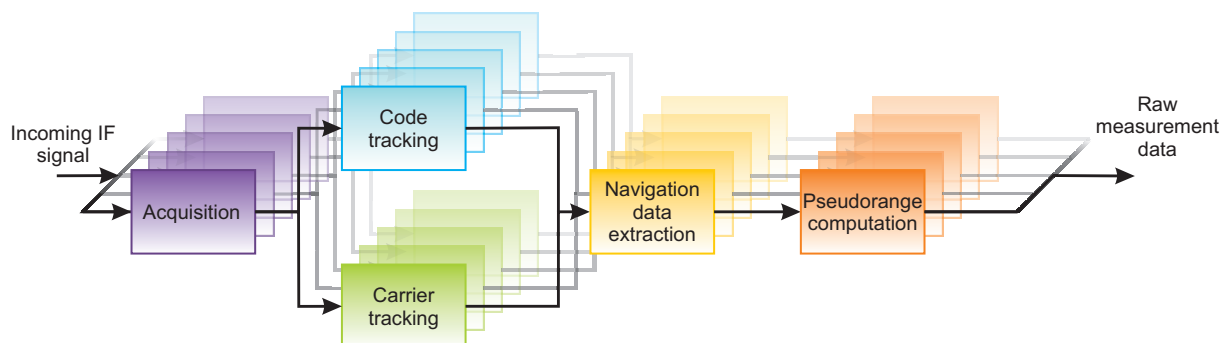 Incoming IF
signal
Acquisition
Code
tracking
Carrier
tracking
Navigation
data
extraction
Pseudorange
computation
Raw
measurement
data